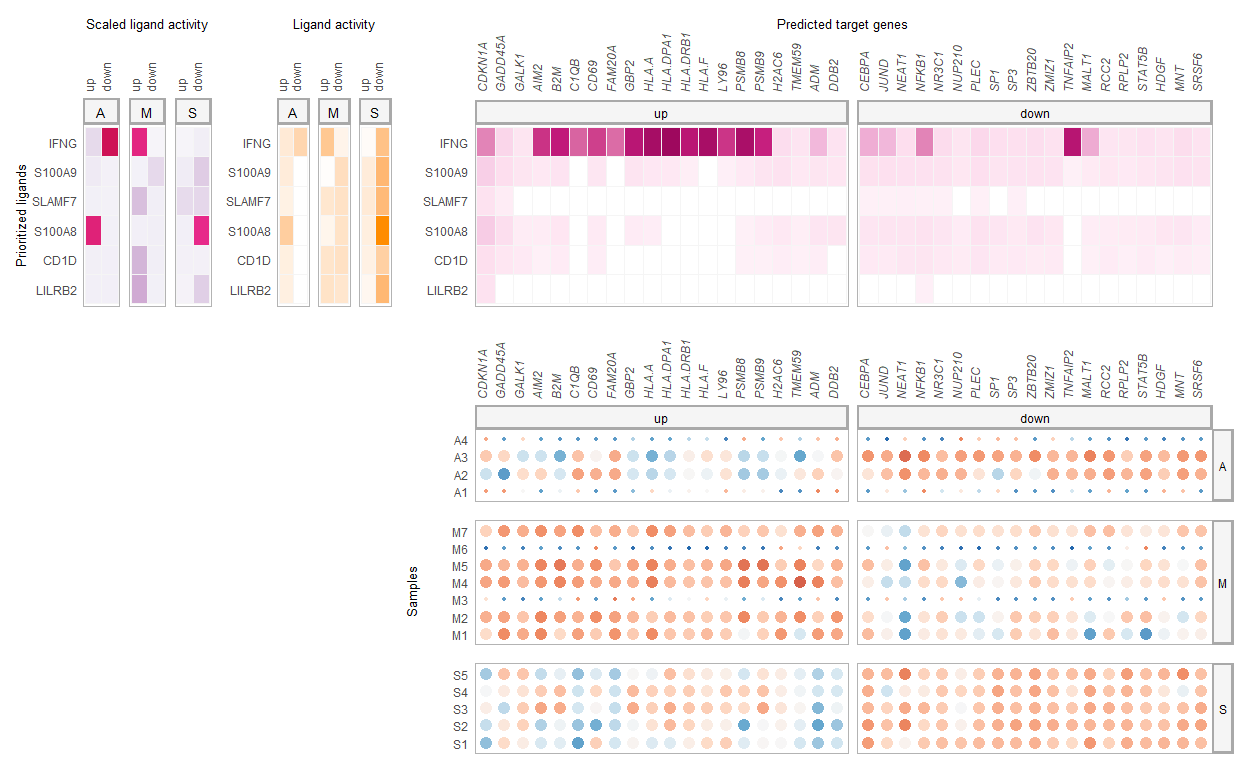 Scaled ligand activity
Ligand activity
Predicted target genes
up
down
up
down
up
down
up
down
up
down
up
down
CDKN1A
GADD45A
GALK1
AIM2
B2M
C1QB
CD69
FAM20A
GBP2
HLA.A
HLA.DPA1
HLA.DRB1
HLA.F
LY96
PSMB8
PSMB9
H2AC6
TMEM59
ADM
DDB2
CEBPA
JUND
NEAT1
NFKB1
NR3C1
NUP210
PLEC
SP1
SP3
ZBTB20
ZMIZ1
TNFAIP2
MALT1
RCC2
RPLP2
STAT5B
HDGF
MNT
SRSF6
A
M
S
A
M
S
up
down
Prioritized ligands
IFNG
S100A9
SLAMF7
S100A8
CD1D
LILRB2
IFNG
S100A9
SLAMF7
S100A8
CD1D
LILRB2
IFNG
S100A9
SLAMF7
S100A8
CD1D
LILRB2
CDKN1A
GADD45A
GALK1
AIM2
B2M
C1QB
CD69
FAM20A
GBP2
HLA.A
HLA.DPA1
HLA.DRB1
HLA.F
LY96
PSMB8
PSMB9
H2AC6
TMEM59
ADM
DDB2
CEBPA
JUND
NEAT1
NFKB1
NR3C1
NUP210
PLEC
SP1
SP3
ZBTB20
ZMIZ1
TNFAIP2
MALT1
RCC2
RPLP2
STAT5B
HDGF
MNT
SRSF6
up
down
Samples
A4
A3
A2
A1
A
M7
M6
M5
M4
M3
M2
M1
M
S5
S4
S3
S2
S1
S